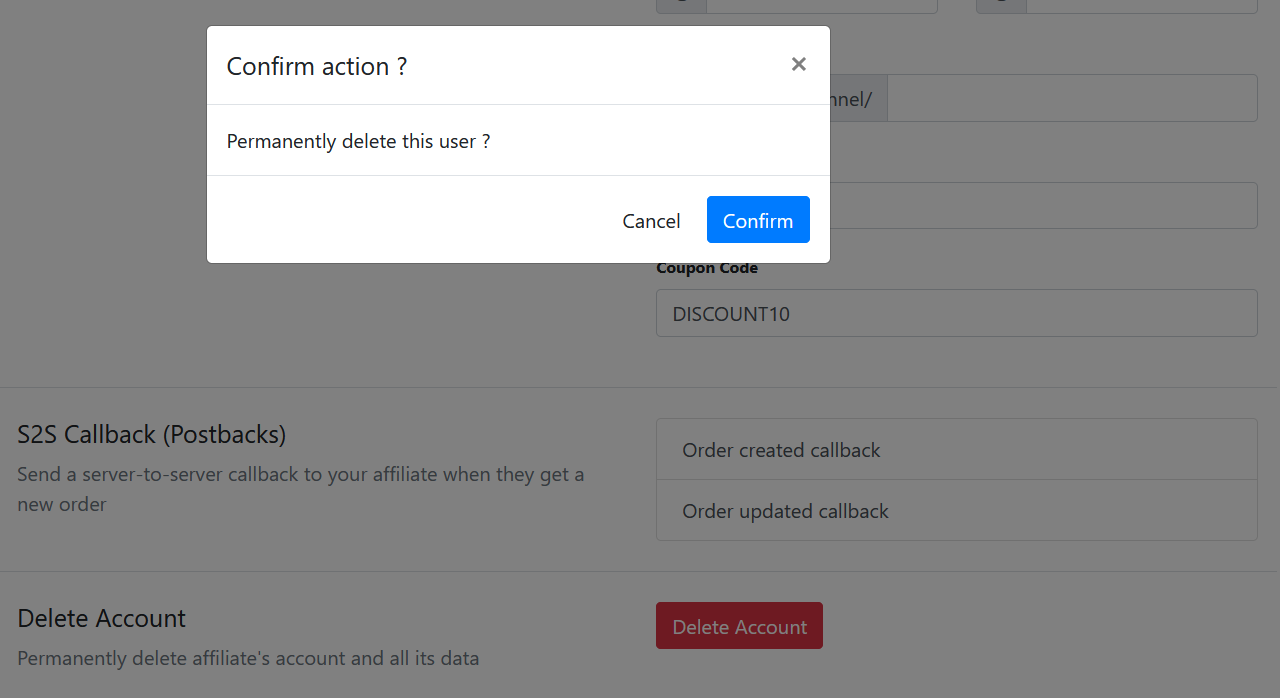 Confirm action ?
×
Permanently delete this user ?
Cancel
Confirm
nnel/
Coupon Code
DISCOUNT10
S2S Callback (Postbacks)
Send a server-to-server callback to your affiliate when they get a
new order
Order created callback
Order updated callback
Delete Account
Permanently delete affiliate's account and all its data
Delete Account